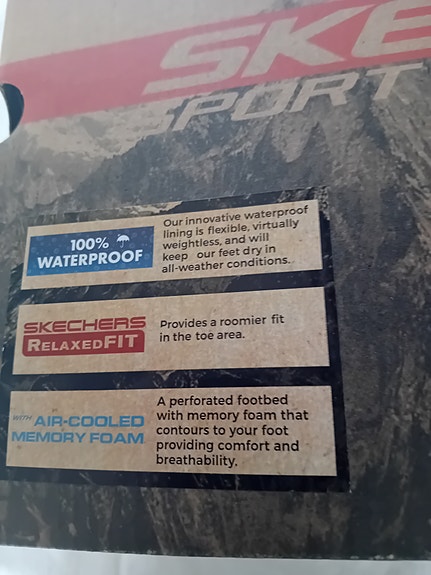 SKE
SPORT
100%
WATERPROOF
Our innovative waterproof
lining is flexible, virtually
weightless, and will
keep our feet dry in
all-weather conditions.
SKECHERS
RELAXEDFIT
Provides a roomier fit
in the toe area.
WITH AIR-COOLED
MEMORY FOAM
A perforated footbed
with memory foam that
contours to your foot
providing comfort and
breathability.